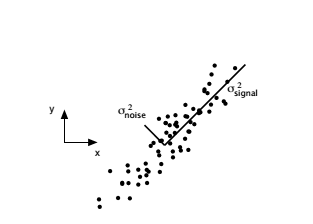 y
x
σ²noise
σ²signal